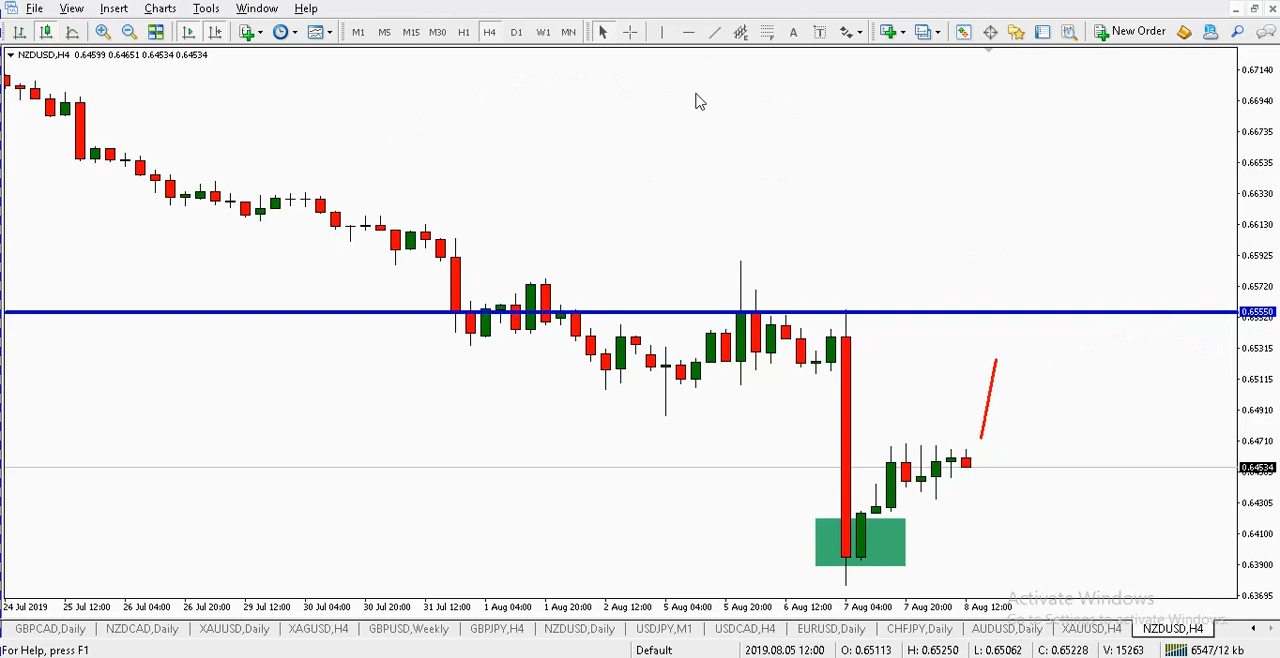 File View Insert Charts Tools Window Help
M1 M5 M15 M30 H1 H4 D1 W1 MN A T New Order
NZDUSD,H4 0.64599 0.64651 0.64534 0.64534
0.67140
0.66940
0.66735
0.66535
0.66330
0.66130
0.65925
0.65720
0.65550
0.65315
0.65115
0.64910
0.64710
0.64534
0.64305
0.64100
0.63900
0.63695
24 Jul 2019 25 Jul 12:00 26 Jul 04:00 26 Jul 20:00 29 Jul 12:00 30 Jul 04:00 30 Jul 20:00 31 Jul 12:00 1 Aug 04:00 1 Aug 20:00 2 Aug 12:00 5 Aug 04:00 5 Aug 20:00 6 Aug 12:00 7 Aug 04:00 7 Aug 20:00 8 Aug 12:00
Activate Windows
Go to Settings to activate Windows.
GBPCAD,Daily NZDCAD,Daily XAUUSD,Daily XAGUSD,H4 GBPUSD,Weekly GBPJPY,H4 NZDUSD,Daily USDJPY,M1 USDCAD,H4 EURUSD,Daily CHFJPY,Daily AUDUSD,Daily XAUUSD,H4 NZDUSD,H4
For Help, press F1 Default 2019.08.05 12:00 O: 0.65113 H: 0.65250 L: 0.65062 C: 0.65228 V: 15263 6547/12 kb